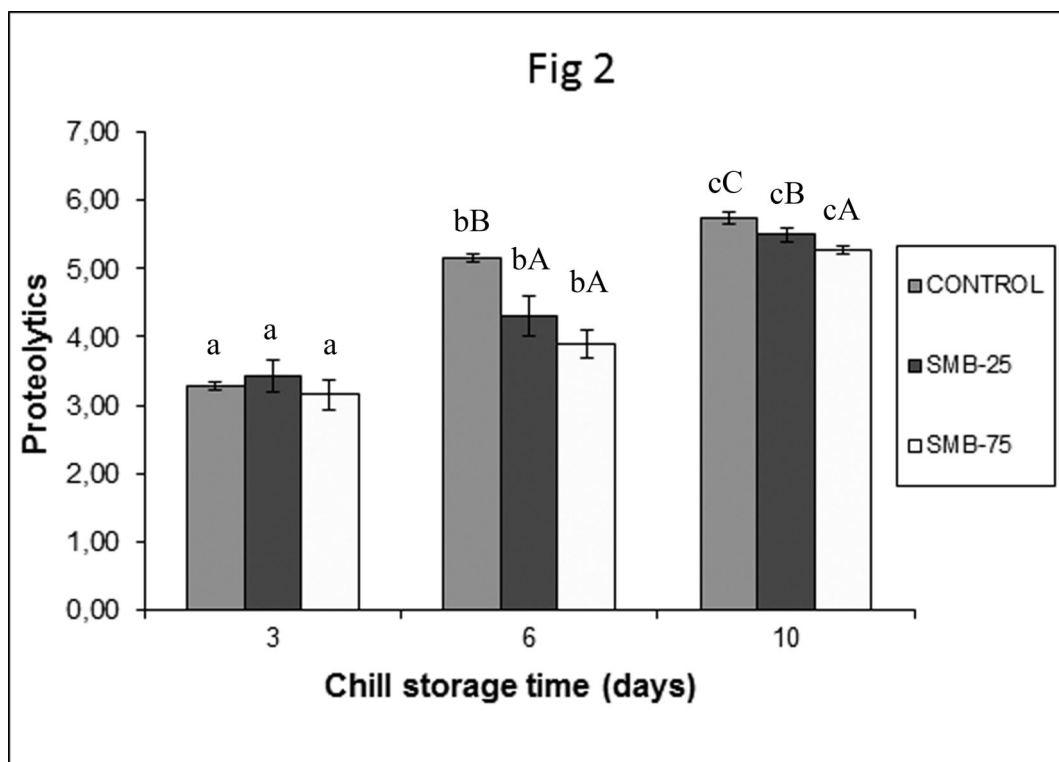 Fig 2
7,00
6,00
5,00
4,00
3,00
2,00
1,00
0,00
Proteolytics
a a a
bB bA bA
cC cB cA
3 6 10
Chill storage time (days)
CONTROL
SMB-25
SMB-75